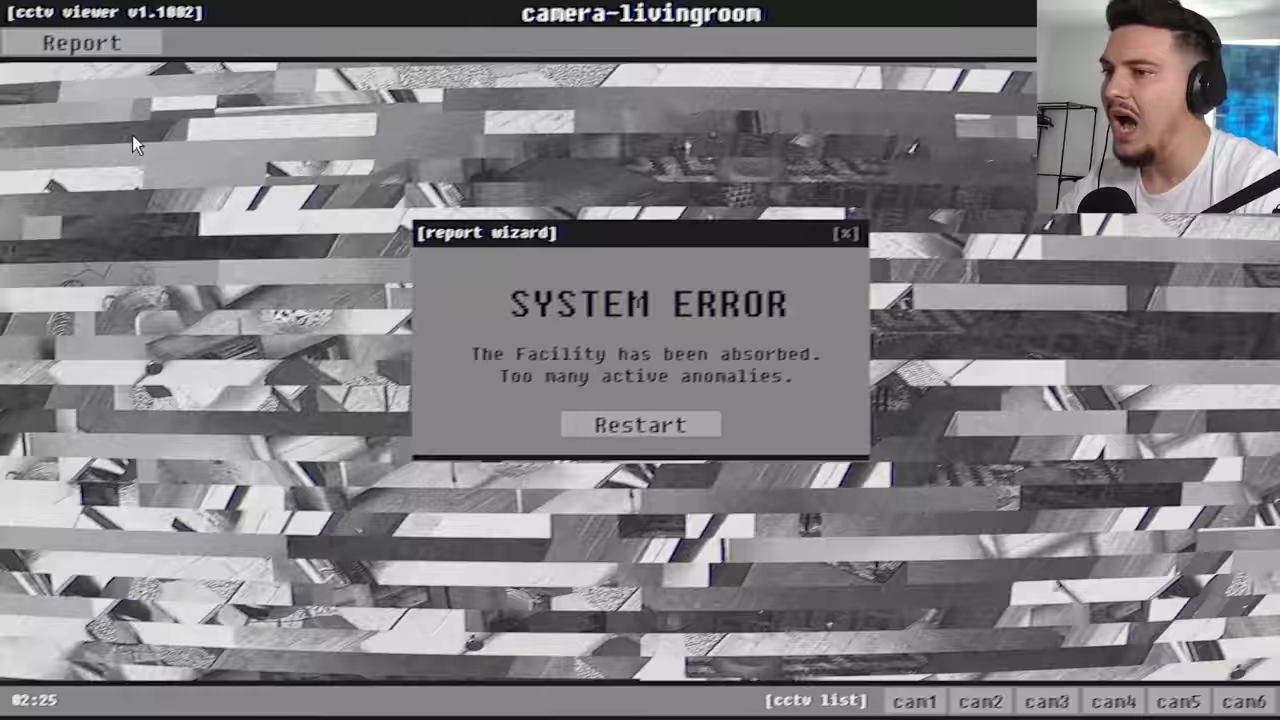 [cctv viewer v1.1802]
camera-livingroom
Report
[report wizard]
[x]
SYSTEM ERROR
The Facility has been absorbed.
Too many active anomalies.
Restart
02:25
[cctv list]
cam1
cam2
cam3
cam4
cam5
cam6